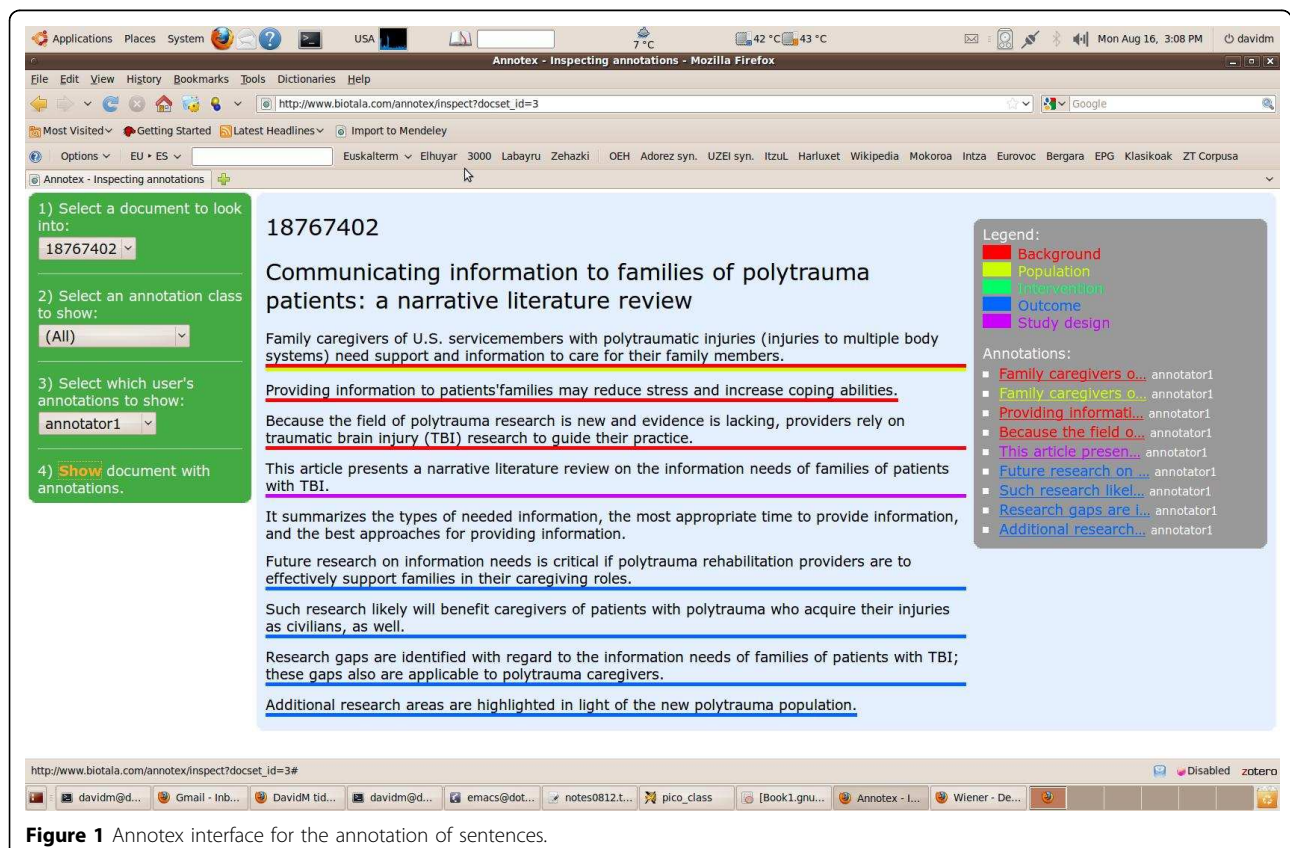 Applications Places System USA 7 °C 42 °C 43 °C Mon Aug 16, 3:08 PM davidm
Annotex - Inspecting annotations - Mozilla Firefox
File Edit View History Bookmarks Tools Dictionaries Help
http://www.biotala.com/annotex/inspect?docset_id=3 Google
Most Visited Getting Started Latest Headlines Import to Mendeley
Options EU ▸ ES Euskalterm Elhuyar 3000 Labayru Zehazki OEH Adorez syn. UZEI syn. ItzuL Harluxet Wikipedia Mokoroa Intza Eurovoc Bergara EPG Klasikoak ZT Corpusa
Annotex - Inspecting annotations
1) Select a document to look
into:
18767402
2) Select an annotation class
to show:
(All)
3) Select which user's
annotations to show:
annotator1
4) Show document with
annotations.
18767402
Communicating information to families of polytrauma
patients: a narrative literature review
Family caregivers of U.S. servicemembers with polytraumatic injuries (injuries to multiple body
systems) need support and information to care for their family members.
Providing information to patients'families may reduce stress and increase coping abilities.
Because the field of polytrauma research is new and evidence is lacking, providers rely on
traumatic brain injury (TBI) research to guide their practice.
This article presents a narrative literature review on the information needs of families of patients
with TBI.
It summarizes the types of needed information, the most appropriate time to provide information,
and the best approaches for providing information.
Future research on information needs is critical if polytrauma rehabilitation providers are to
effectively support families in their caregiving roles.
Such research likely will benefit caregivers of patients with polytrauma who acquire their injuries
as civilians, as well.
Research gaps are identified with regard to the information needs of families of patients with TBI;
these gaps also are applicable to polytrauma caregivers.
Additional research areas are highlighted in light of the new polytrauma population.
Legend:
Background
Population
Intervention
Outcome
Study design
Annotations:
Family caregivers o... annotator1
Family caregivers o... annotator1
Providing informati... annotator1
Because the field o... annotator1
This article presen... annotator1
Future research on ... annotator1
Such research likel... annotator1
Research gaps are i... annotator1
Additional research... annotator1
http://www.biotala.com/annotex/inspect?docset_id=3# Disabled zotero
davidm@d... Gmail - Inb... DavidM tid... davidm@d... emacs@dot... notes0812.t... pico_class [Book1.gnu... Annotex - I... Wiener - De...
Figure 1 Annotex interface for the annotation of sentences.